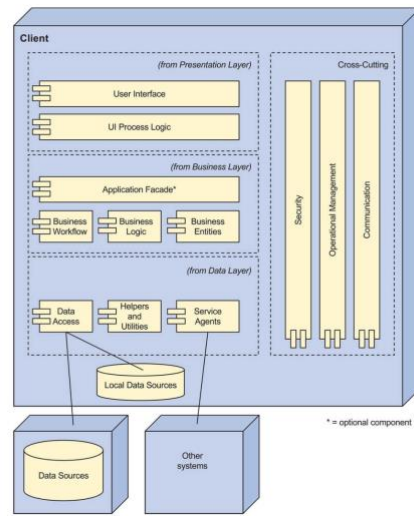 Client
(from Presentation Layer)
User Interface
UI Process Logic
(from Business Layer)
Application Facade*
Business
Workflow
Business
Logic
Business
Entities
(from Data Layer)
Data
Access
Helpers
and
Utilities
Service
Agents
Local Data Sources
Cross-Cutting
Security
Operational Management
Communication
* = optional component
Data Sources
Other
systems